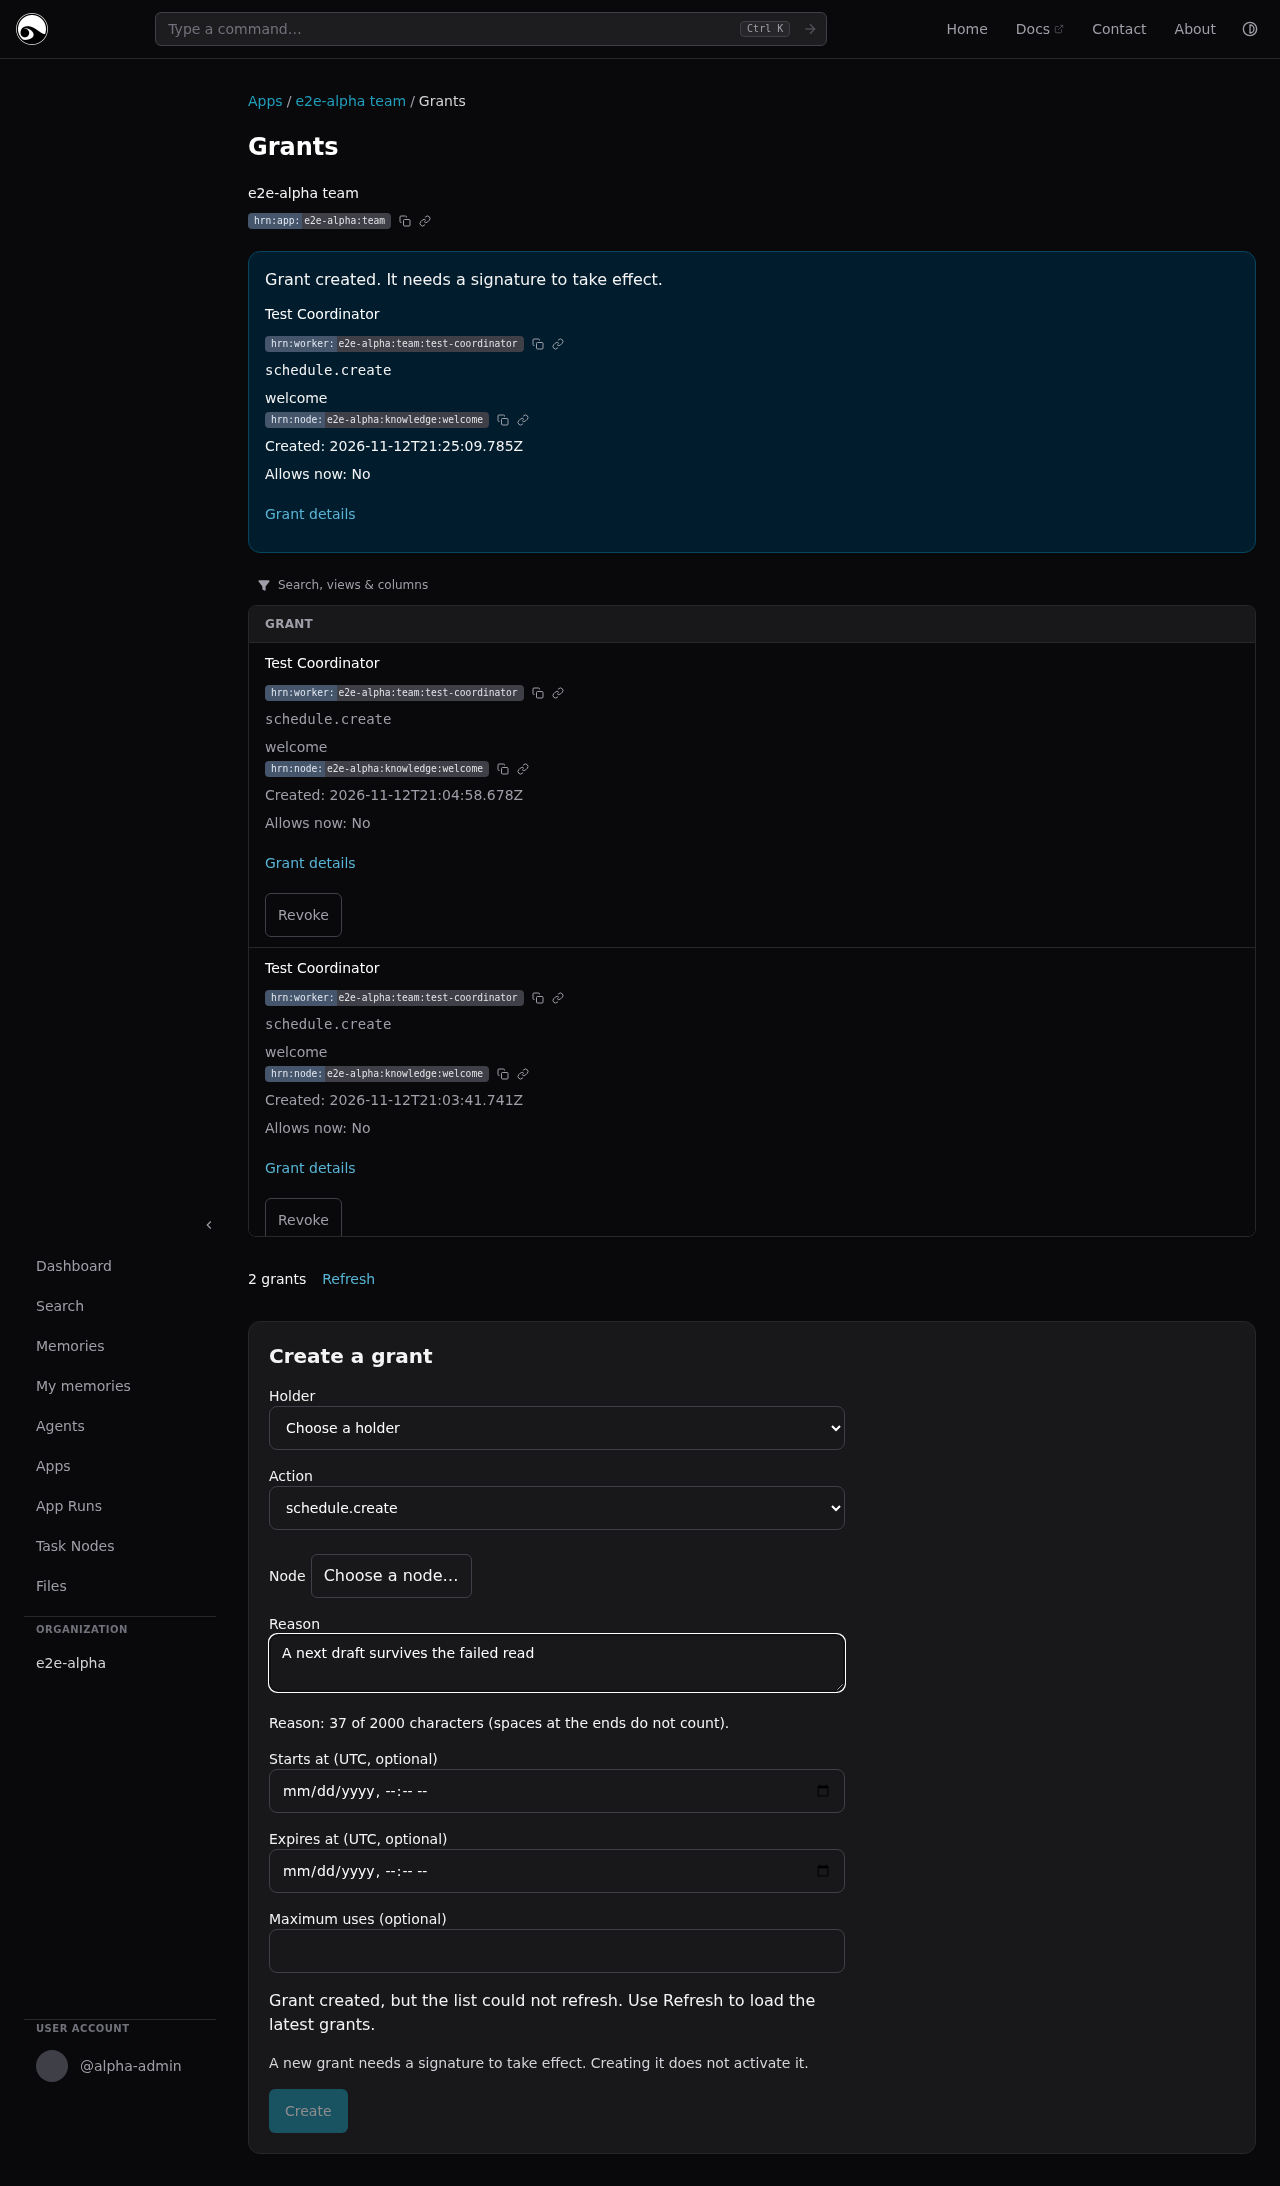 Type a command...
Ctrl K
Home
Docs
Contact
About
Apps / e2e-alpha team / Grants
Grants
e2e-alpha team
hrn:app: e2e-alpha:team
Grant created. It needs a signature to take effect.
Test Coordinator
hrn:worker: e2e-alpha:team:test-coordinator
schedule.create
welcome
hrn:node: e2e-alpha:knowledge:welcome
Created: 2026-11-12T21:25:09.785Z
Allows now: No
Grant details
Search, views & columns
GRANT
Test Coordinator
hrn:worker: e2e-alpha:team:test-coordinator
schedule.create
welcome
hrn:node: e2e-alpha:knowledge:welcome
Created: 2026-11-12T21:04:58.678Z
Allows now: No
Grant details
Revoke
Test Coordinator
hrn:worker: e2e-alpha:team:test-coordinator
schedule.create
welcome
hrn:node: e2e-alpha:knowledge:welcome
Created: 2026-11-12T21:03:41.741Z
Allows now: No
Grant details
Revoke
2 grants Refresh
Dashboard
Search
Memories
My memories
Agents
Apps
App Runs
Task Nodes
Files
ORGANIZATION
e2e-alpha
USER ACCOUNT
@alpha-admin
Create a grant
Holder
Choose a holder
Action
schedule.create
Node Choose a node...
Reason
A next draft survives the failed read
Reason: 37 of 2000 characters (spaces at the ends do not count).
Starts at (UTC, optional)
mm/dd/yyyy, --:-- --
Expires at (UTC, optional)
mm/dd/yyyy, --:-- --
Maximum uses (optional)
Grant created, but the list could not refresh. Use Refresh to load the
latest grants.
A new grant needs a signature to take effect. Creating it does not activate it.
Create